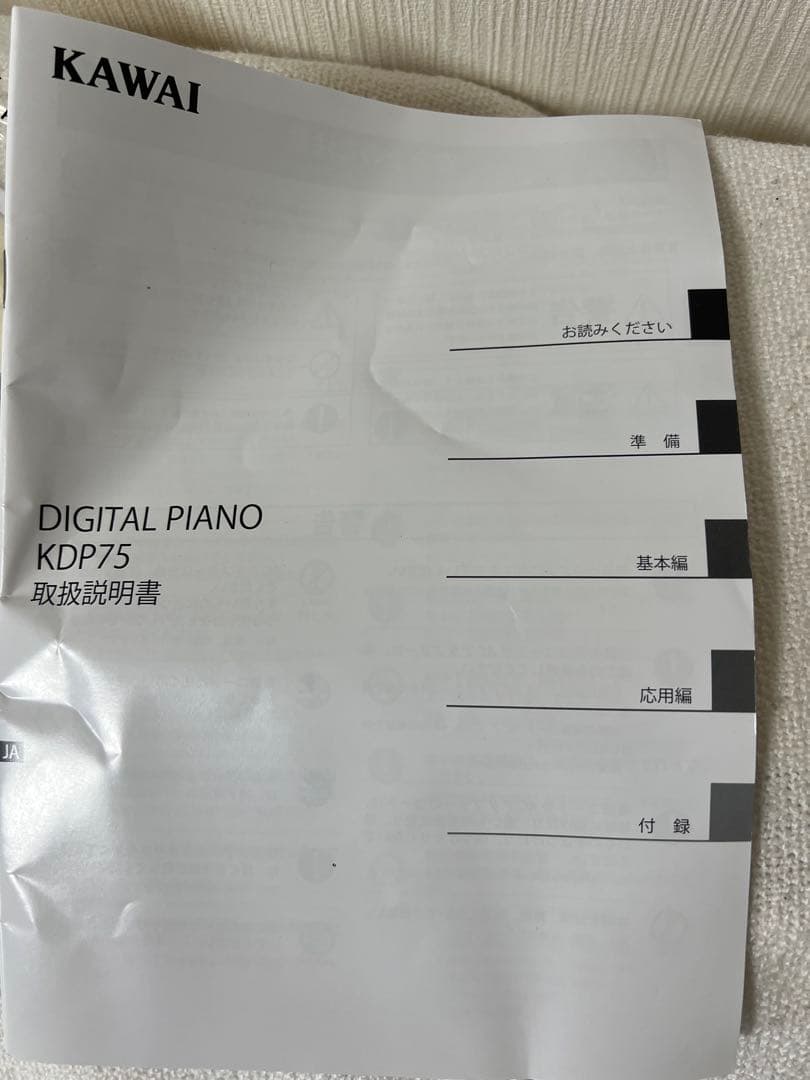 KAWAI
お読みください
準 備
基本編
DIGITAL PIANO
KDP75
取扱説明書
応用編
付 録
JA